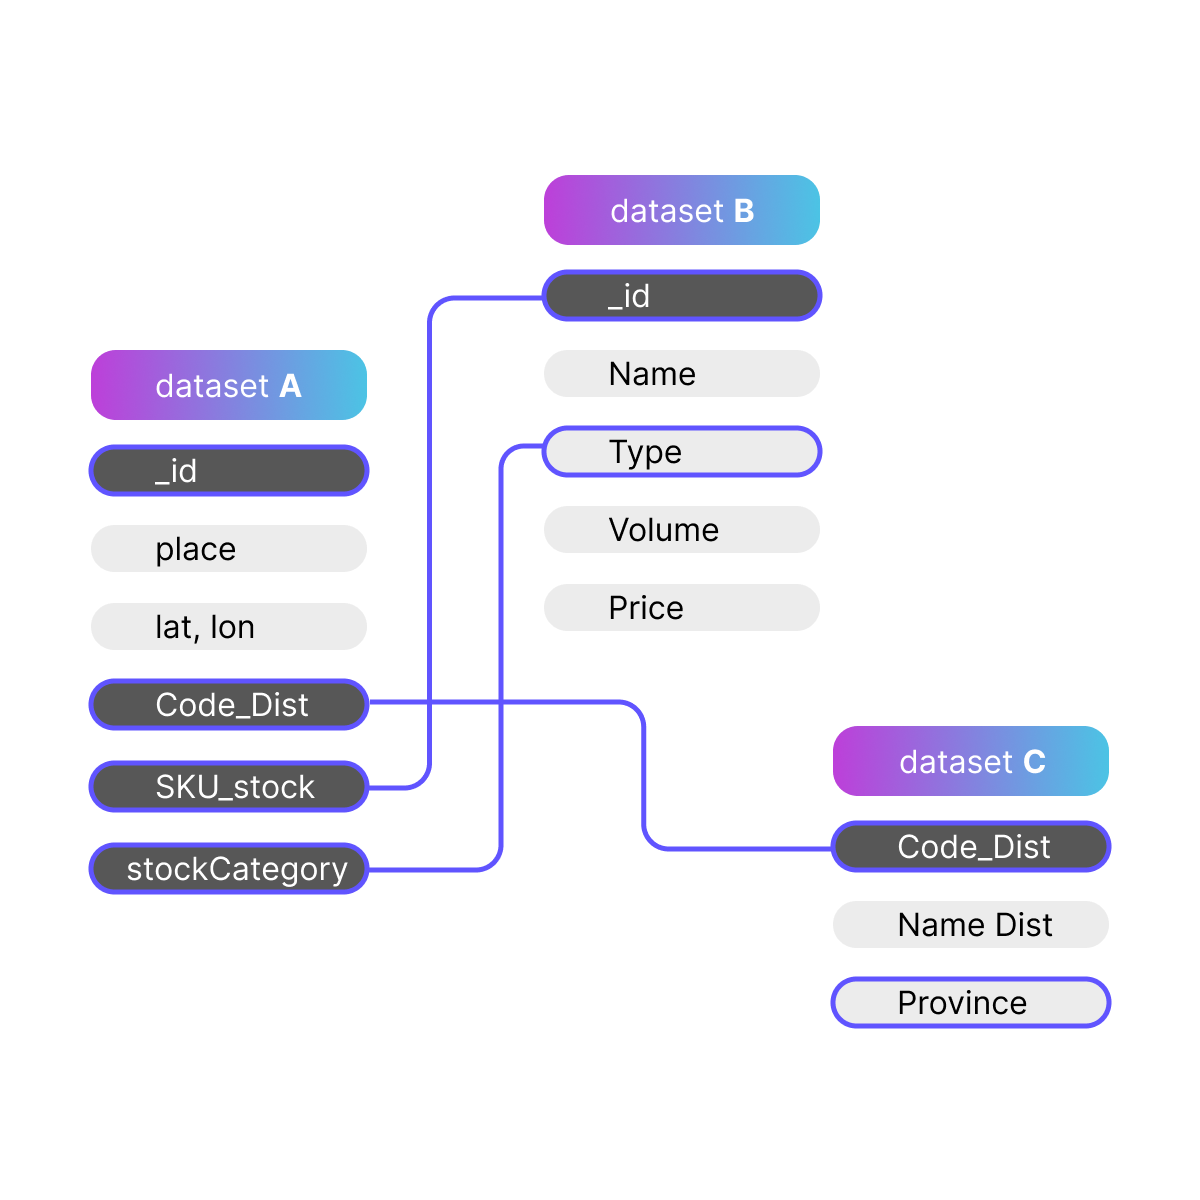 dataset A
_id
place
lat, lon
Code_Dist
SKU_stock
stockCategory
dataset B
_id
Name
Type
Volume
Price
dataset C
Code_Dist
Name Dist
Province